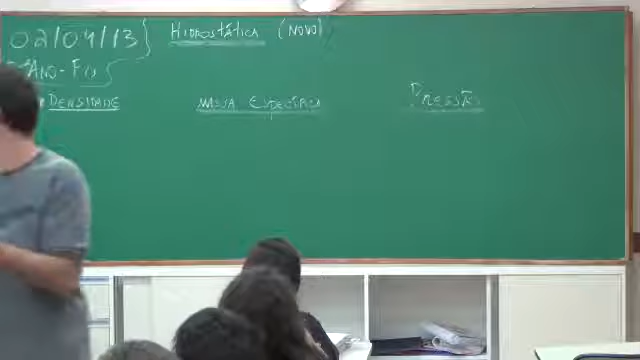 02/04/13 Hidrostática (NOVO)
Ano-Fís
Densidade Massa Específica Pressão